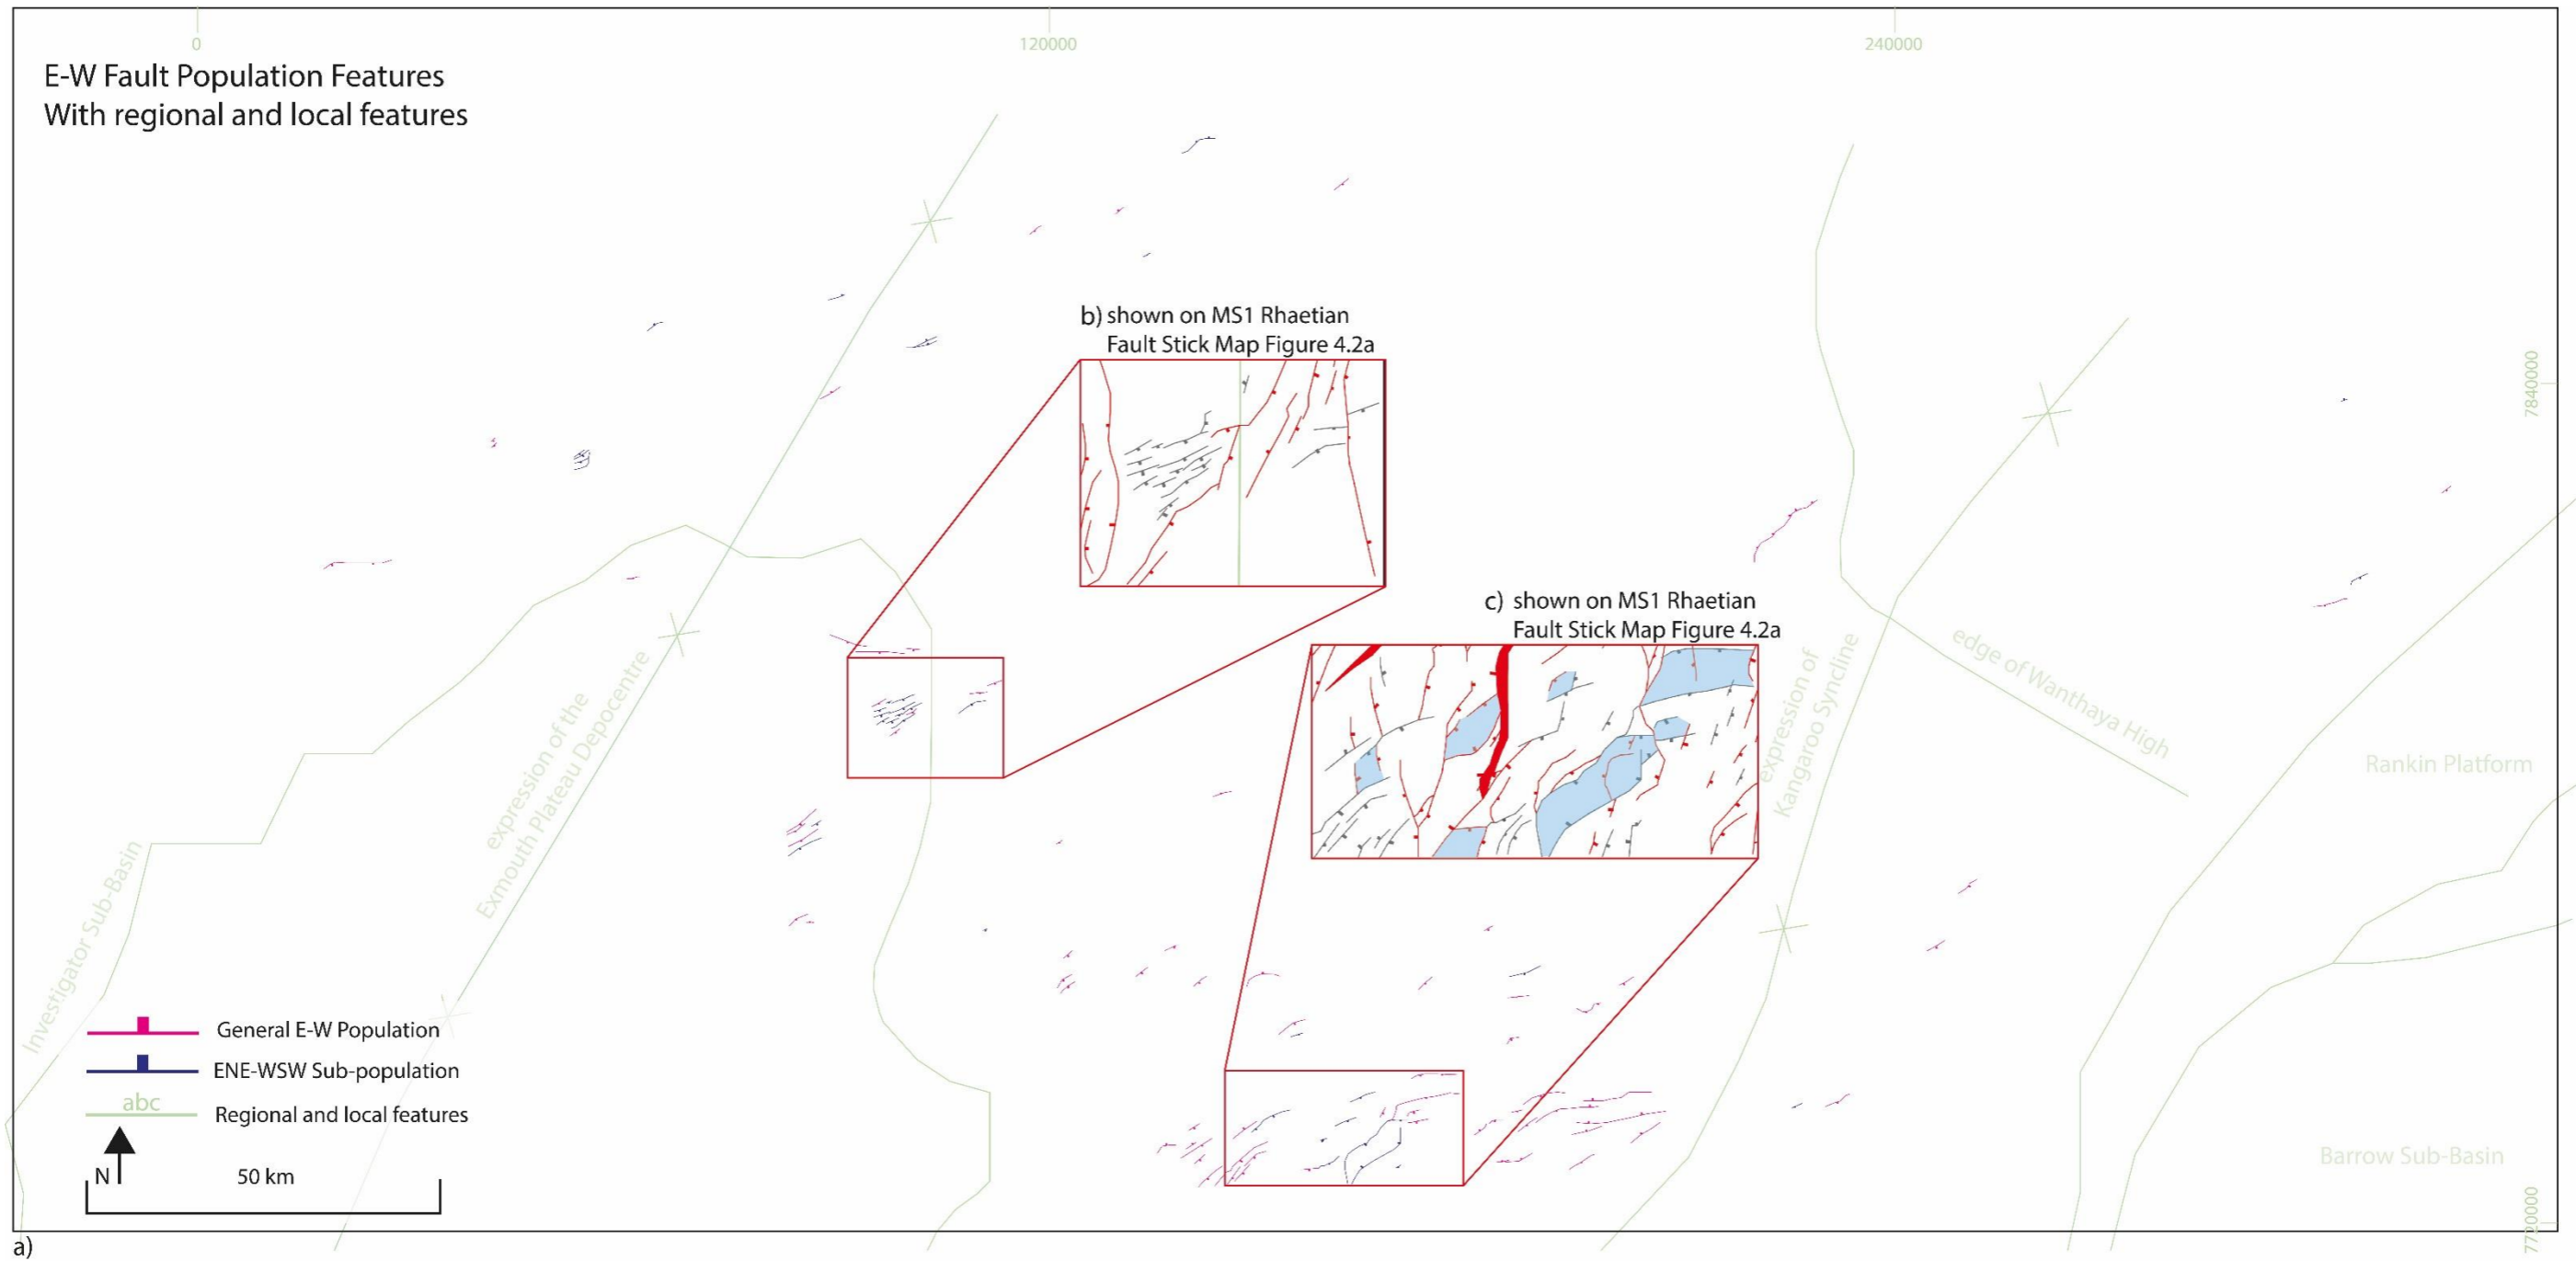 0
120000
240000
E-W Fault Population Features
With regional and local features
b) shown on MS1 Rhaetian
Fault Stick Map Figure 4.2a
7840000
c) shown on MS1 Rhaetian
Fault Stick Map Figure 4.2a
expression of the
Exmouth Plateau Depocentre
expression of
Kangaroo Syncline
edge of Wanthaya High
Rankin Platform
Investigator Sub-Basin
General E-W Population
ENE-WSW Sub-population
abc
Regional and local features
N
50 km
Barrow Sub-Basin
7720000
a)